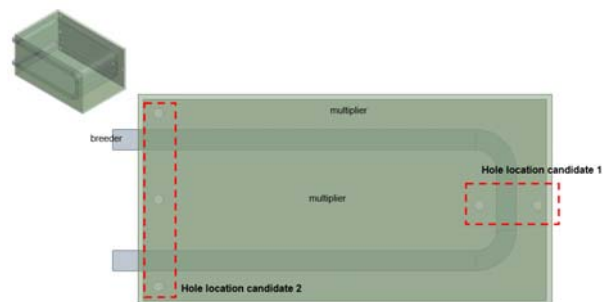 multiplier
breeder
Hole location candidate 1
multiplier
Hole location candidate 2